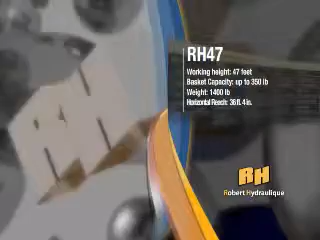 RH47
Working height: 47 feet
Basket Capacity: up to 350 lb
Weight: 1400 lb
Horizontal Reach: 36 ft. 4 in.
RH
Robert Hydraulique